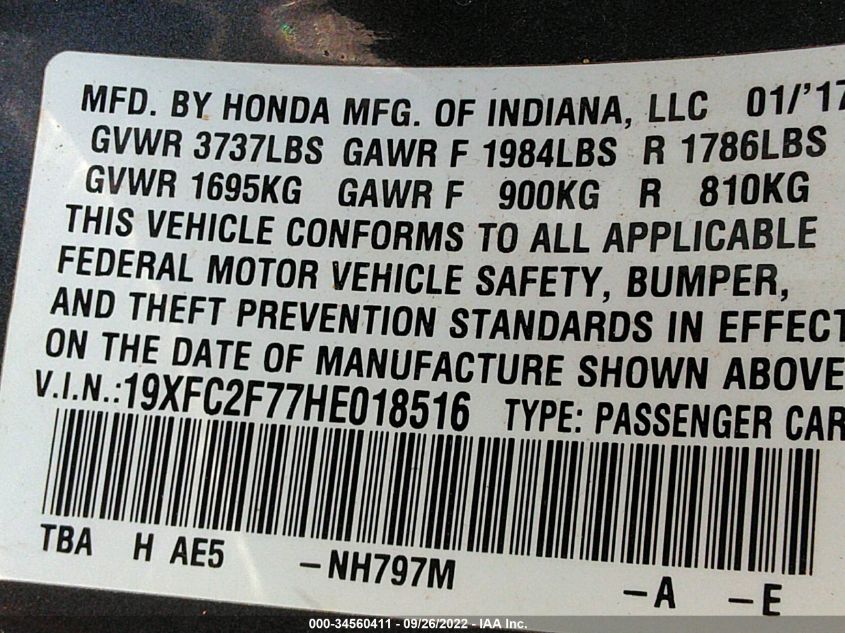 MFD. BY HONDA MFG. OF INDIANA, LLC 01/'17
GVWR 3737LBS GAWR F 1984LBS R 1786LBS
GVWR 1695KG GAWR F 900KG R 810KG
THIS VEHICLE CONFORMS TO ALL APPLICABLE
FEDERAL MOTOR VEHICLE SAFETY, BUMPER,
AND THEFT PREVENTION STANDARDS IN EFFECT
ON THE DATE OF MANUFACTURE SHOWN ABOVE
V.I.N.:19XFC2F77HE018516 TYPE: PASSENGER CAR
TBA H AE5 -NH797M -A -E
000-34560411 - 09/26/2022 - IAA Inc.